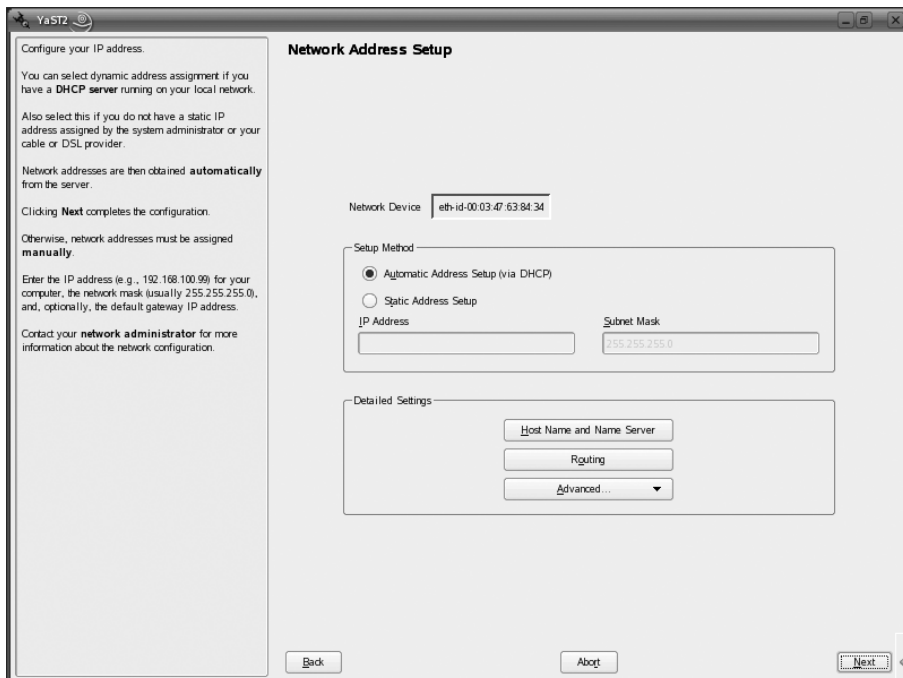 YaST2
Configure your IP address.
You can select dynamic address assignment if you
have a DHCP server running on your local network.
Also select this if you do not have a static IP
address assigned by the system administrator or your
cable or DSL provider.
Network addresses are then obtained automatically
from the server.
Clicking Next completes the configuration.
Otherwise, network addresses must be assigned
manually.
Enter the IP address (e.g., 192.168.100.99) for your
computer, the network mask (usually 255.255.255.0),
and, optionally, the default gateway IP address.
Contact your network administrator for more
information about the network configuration.
Network Address Setup
Network Device eth-id-00:03:47:63:84:34
Setup Method
Automatic Address Setup (via DHCP)
Static Address Setup
IP Address Subnet Mask
255.255.255.0
Detailed Settings
Host Name and Name Server
Routing
Advanced...
Back Abort Next